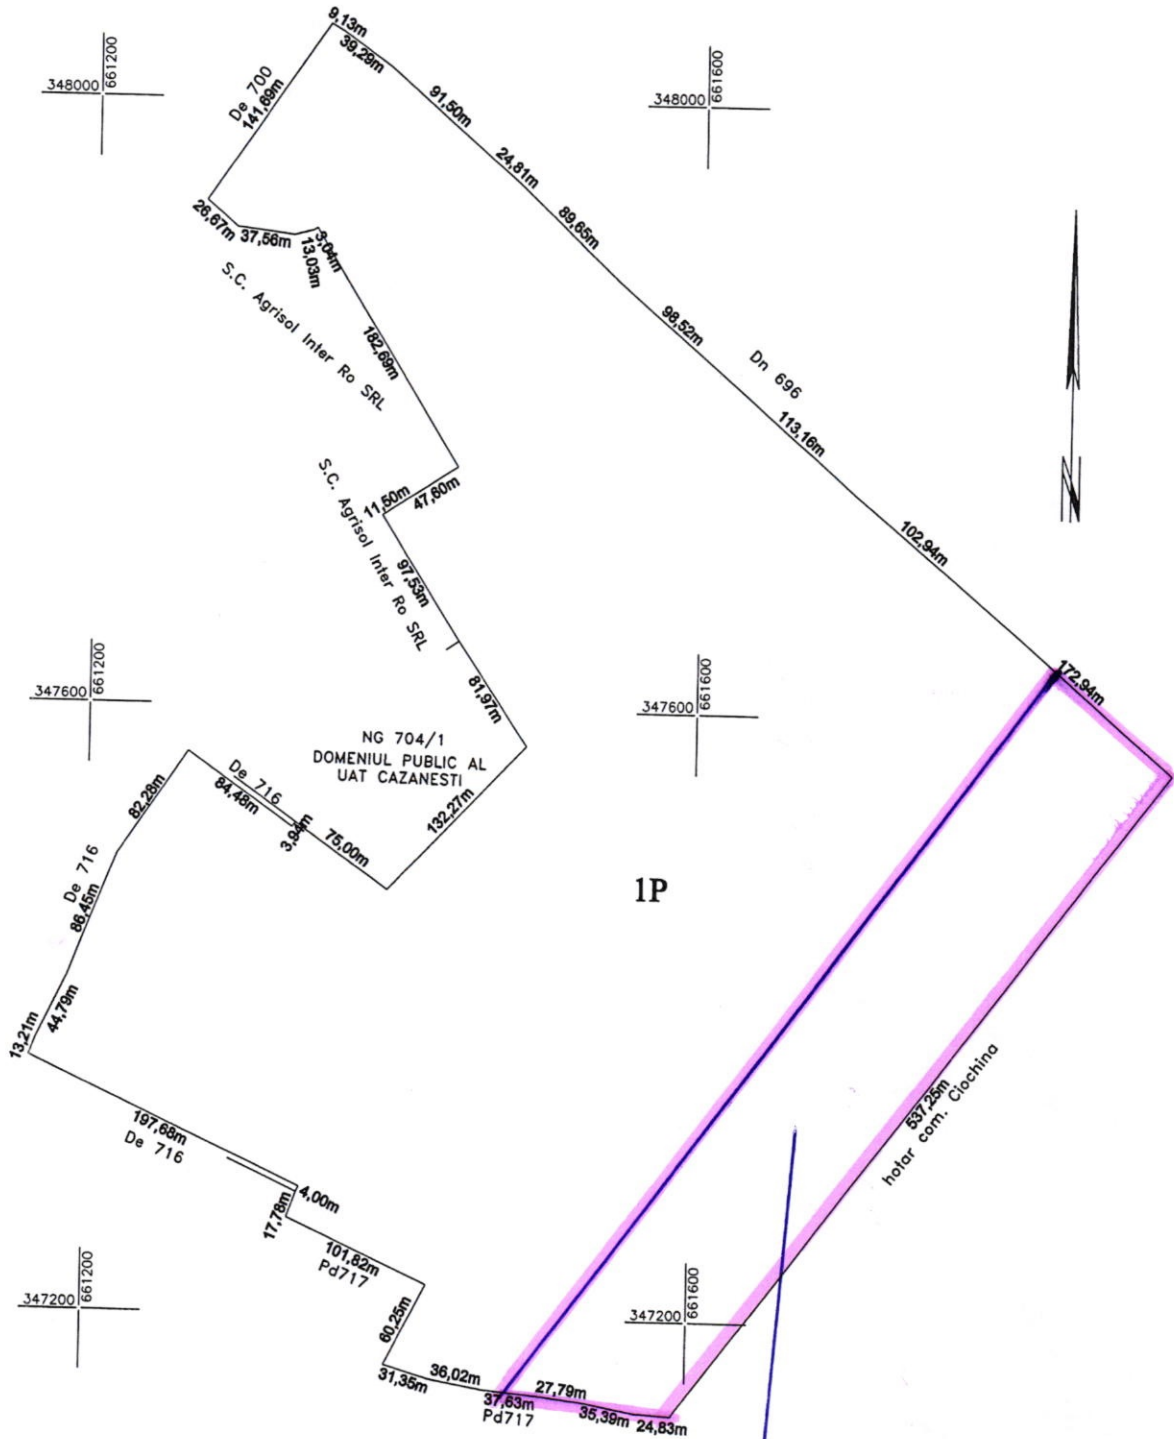 9,13m
39,29m
348000
661200
348000
661600
De 700
141,69m
91,50m
24,81m
89,65m
26,67m
37,56m
13,03m
3,04m
S.C. Agrisol Inter Ro SRL
182,69m
98,52m
Dn 696
113,16m
N
11,50m
47,60m
S.C. Agrisol Inter Ro SRL
97,53m
102,94m
347600
661200
347600
661600
172,94m
81,97m
NG 704/1
DOMENIUL PUBLIC AL
UAT CAZANESTI
De 716
84,48m
3,94m
75,00m
132,27m
82,28m
De 716
86,45m
1P
44,79m
13,21m
197,68m
De 716
4,00m
17,78m
101,82m
Pd717
537,25m
hotar com. Ciochina
347200
661200
347200
661600
60,25m
31,35m
36,02m
37,63m
Pd717
27,79m
35,39m
24,83m